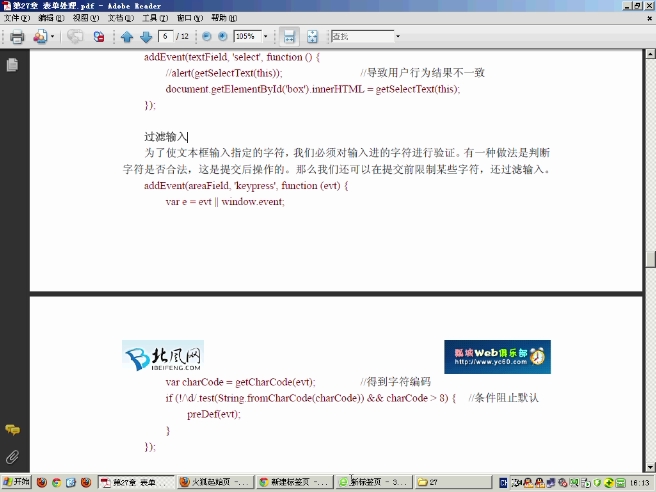 第27章 表单处理.pdf - Adobe Reader
文件(F) 编辑(E) 视图(V) 文档(D) 工具(T) 窗口(W) 帮助(H)
6 / 12 105% 查找
addEvent(textField, 'select', function () {
//alert(getSelectText(this)); //导致用户行为结果不一致
document.getElementById('box').innerHTML = getSelectText(this);
});
过滤输入
为了使文本框输入指定的字符，我们必须对输入进的字符进行验证。有一种做法是判断
字符是否合法，这是提交后操作的。那么我们还可以在提交前限制某些字符，还过滤输入。
addEvent(areaField, 'keypress', function (evt) {
var e = evt || window.event;
北风网
IBEIFENG.COM
瓢城Web俱乐部
http://www.yc60.com
var charCode = getCharCode(evt); //得到字符编码
if (!/\d/.test(String.fromCharCode(charCode)) && charCode > 8) { //条件阻止默认
preDef(evt);
}
});
开始 第27章 表单... 火狐起始页 - ... 新建标签页 - ... 新标签页 - 3... 27 16:13